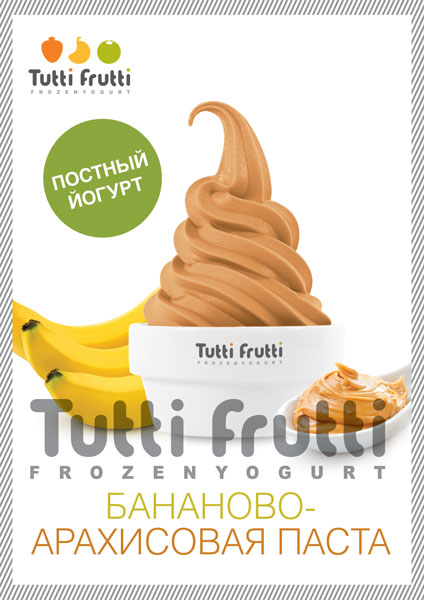 Tutti Frutti
FROZENYOGURT
ПОСТНЫЙ
ЙОГУРТ
Tutti Frutti
FROZENYOGURT
Tutti Frutti
FROZENYOGURT
БАНАНОВО-
АРАХИСОВАЯ ПАСТА